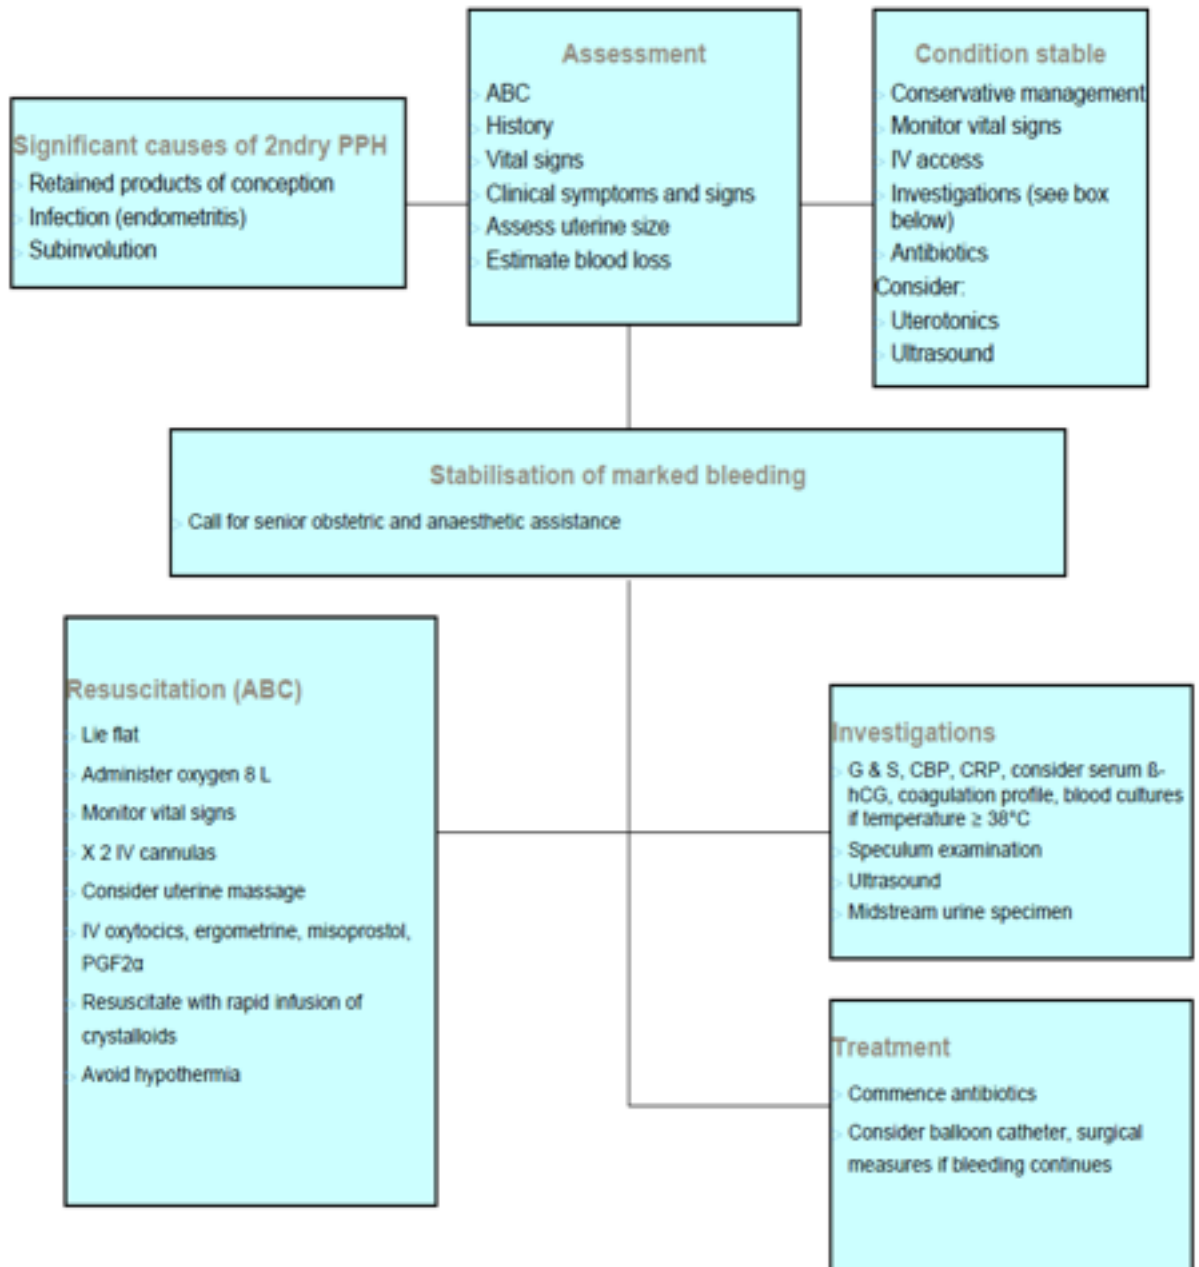 Significant causes of 2ndry PPH
Retained products of conception
Infection (endometritis)
Subinvolution
Assessment
ABC
History
Vital signs
Clinical symptoms and signs
Assess uterine size
Estimate blood loss
Condition stable
Conservative management
Monitor vital signs
IV access
Investigations (see box
below)
Antibiotics
Consider:
Uterotonics
Ultrasound
Stabilisation of marked bleeding
Call for senior obstetric and anaesthetic assistance
Resuscitation (ABC)
Lie flat
Administer oxygen 8 L
Monitor vital signs
X 2 IV cannulas
Consider uterine massage
IV oxytocics, ergometrine, misoprostol,
PGF2α
Resuscitate with rapid infusion of
crystalloids
Avoid hypothermia
Investigations
G & S, CBP, CRP, consider serum ß-
hCG, coagulation profile, blood cultures
if temperature ≥ 38°C
Speculum examination
Ultrasound
Midstream urine specimen
Treatment
Commence antibiotics
Consider balloon catheter, surgical
measures if bleeding continues